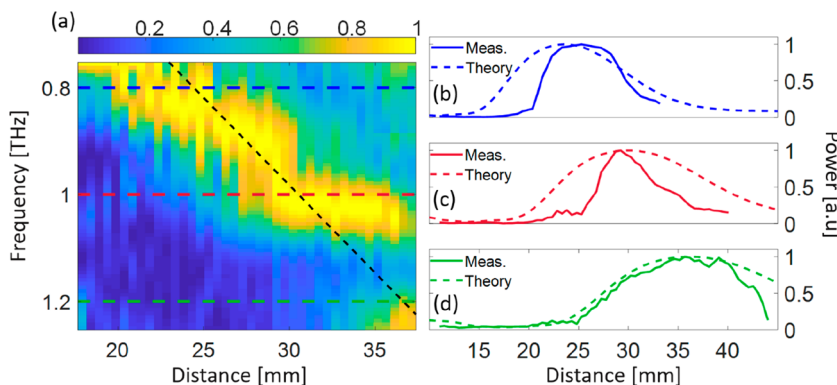 (a)
0.2 0.4 0.6 0.8 1
Frequency [THz]
0.8
1
1.2
20 25 30 35
Distance [mm]
Meas.
Theory
(b)
1
0.5
0
Meas.
Theory
(c)
1
0.5
0
Meas.
Theory
(d)
1
0.5
0
Power [a.u]
15 20 25 30 35 40 45
Distance [mm]